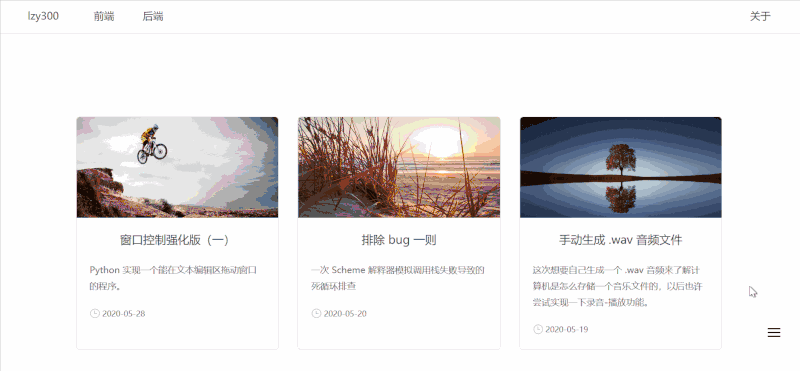 lzy300 前端 后端 关于
窗口控制强化版（一）
Python 实现一个能在文本编辑区拖动窗口
的程序。
2020-05-28
排除 bug 一则
一次 Scheme 解释器模拟调用栈失败导致的
死循环排查
2020-05-20
手动生成 .wav 音频文件
这次想要自己生成一个 .wav 音频来了解计
算机是怎么存储一个音乐文件的，以后也许
尝试实现一下录音-播放功能。
2020-05-19